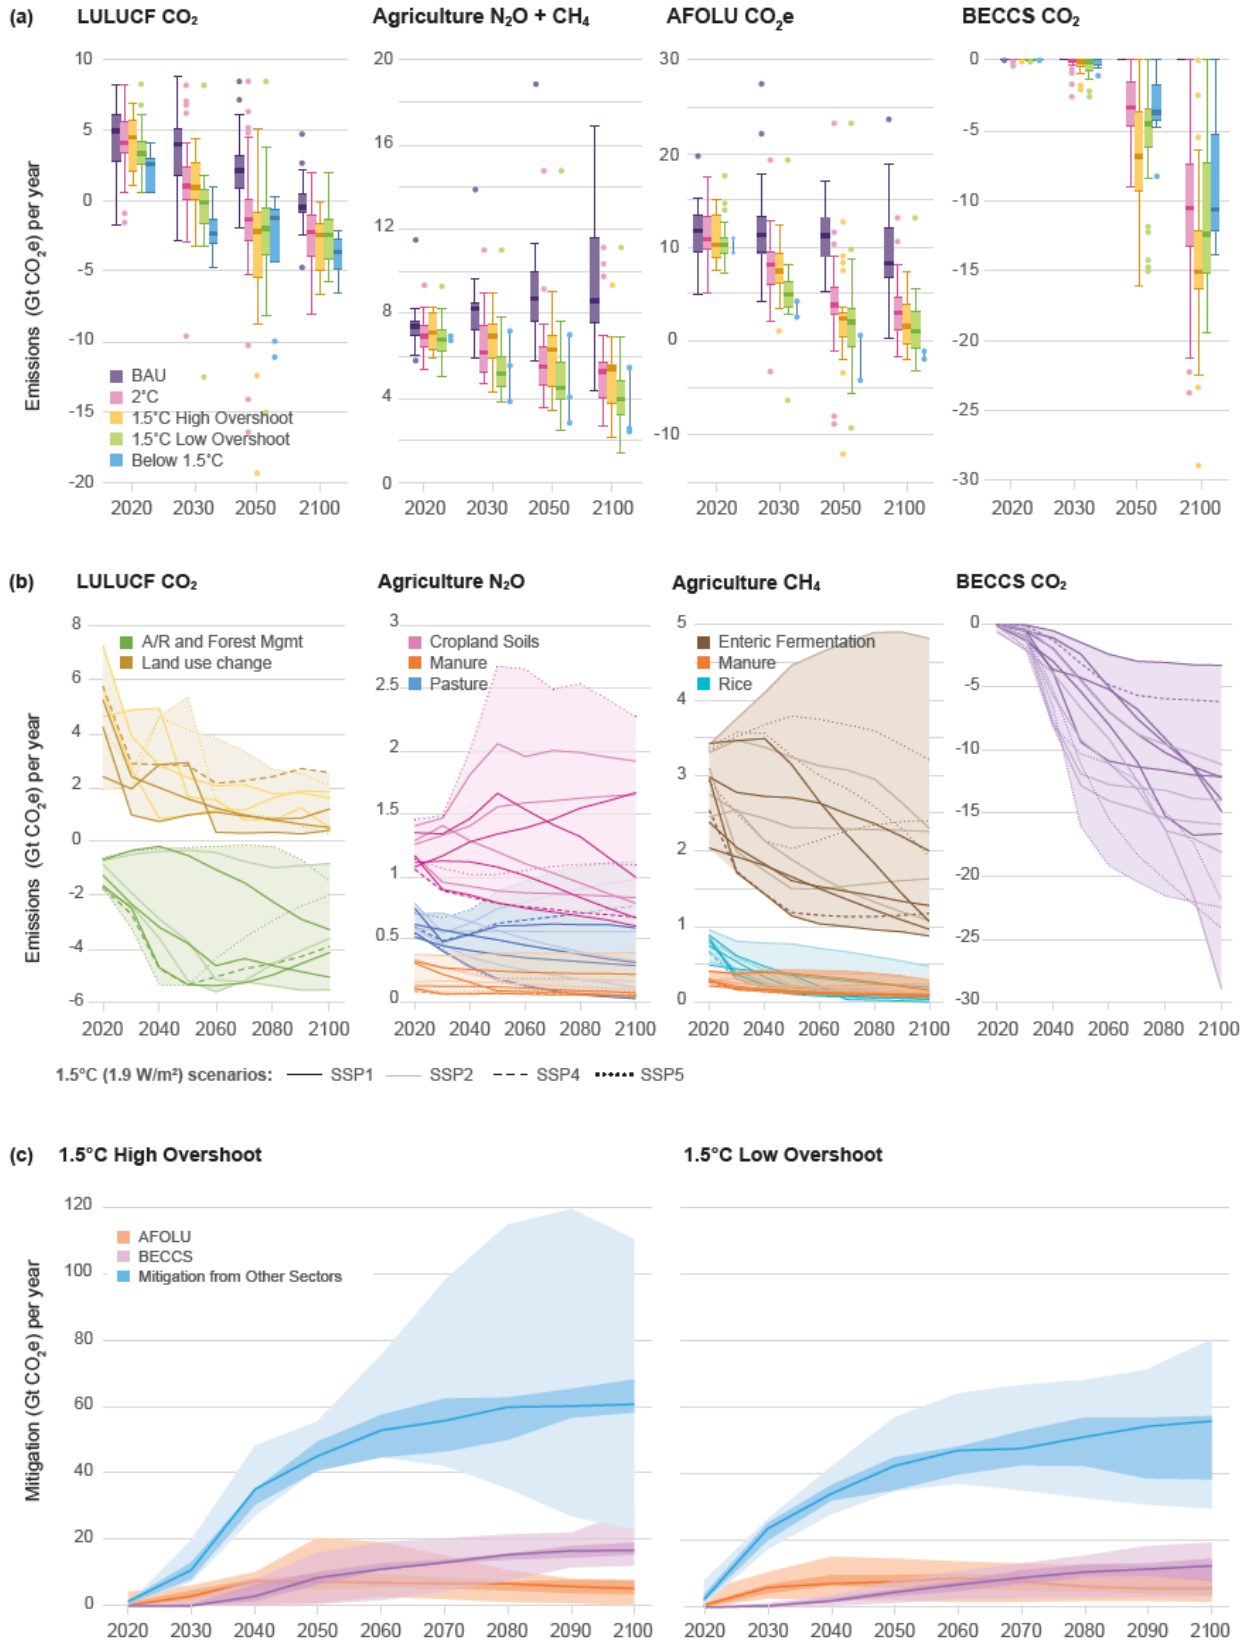 (a) LULUCF CO₂ Agriculture N₂O + CH₄ AFOLU CO₂e BECCS CO₂
Emissions (Gt CO₂e) per year
10 5 0 -5 -10 -15 -20
20 16 12 8 4 0
30 20 10 0 -10
0 -5 -10 -15 -20 -25 -30
BAU
2°C
1.5°C High Overshoot
1.5°C Low Overshoot
Below 1.5°C
2020 2030 2050 2100 2020 2030 2050 2100 2020 2030 2050 2100 2020 2030 2050 2100
(b) LULUCF CO₂ Agriculture N₂O Agriculture CH₄ BECCS CO₂
Emissions (Gt CO₂e) per year
8 6 4 2 0 -2 -4 -6
A/R and Forest Mgmt
Land use change
3 2.5 2 1.5 1 0.5 0
Cropland Soils
Manure
Pasture
5 4 3 2 1 0
Enteric Fermentation
Manure
Rice
0 -5 -10 -15 -20 -25 -30
2020 2040 2060 2080 2100 2020 2040 2060 2080 2100 2020 2040 2060 2080 2100 2020 2040 2060 2080 2100
1.5°C (1.9 W/m²) scenarios: SSP1 SSP2 SSP4 SSP5
(c) 1.5°C High Overshoot 1.5°C Low Overshoot
Mitigation (Gt CO₂e) per year
120 100 80 60 40 20 0
AFOLU
BECCS
Mitigation from Other Sectors
2020 2030 2040 2050 2060 2070 2080 2090 2100 2020 2030 2040 2050 2060 2070 2080 2090 2100